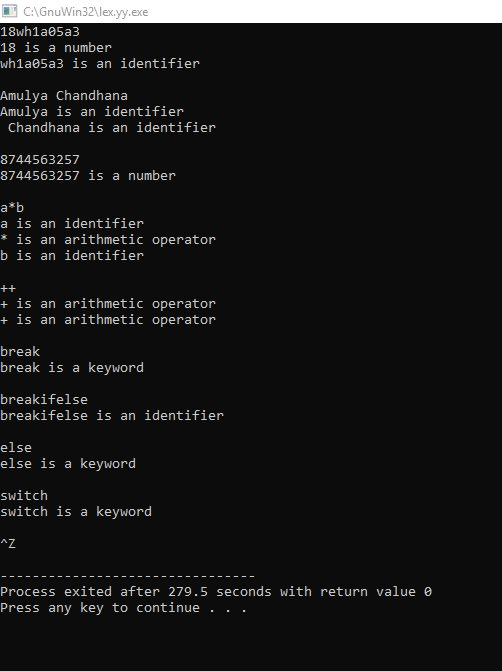 C:\GnuWin32\lex.yy.exe
18wh1a05a3
18 is a number
wh1a05a3 is an identifier
Amulya Chandhana
Amulya is an identifier
 Chandhana is an identifier
8744563257
8744563257 is a number
a*b
a is an identifier
* is an arithmetic operator
b is an identifier
++
+ is an arithmetic operator
+ is an arithmetic operator
break
break is a keyword
breakifelse
breakifelse is an identifier
else
else is a keyword
switch
switch is a keyword
^Z
--------------------------------
Process exited after 279.5 seconds with return value 0
Press any key to continue . . .